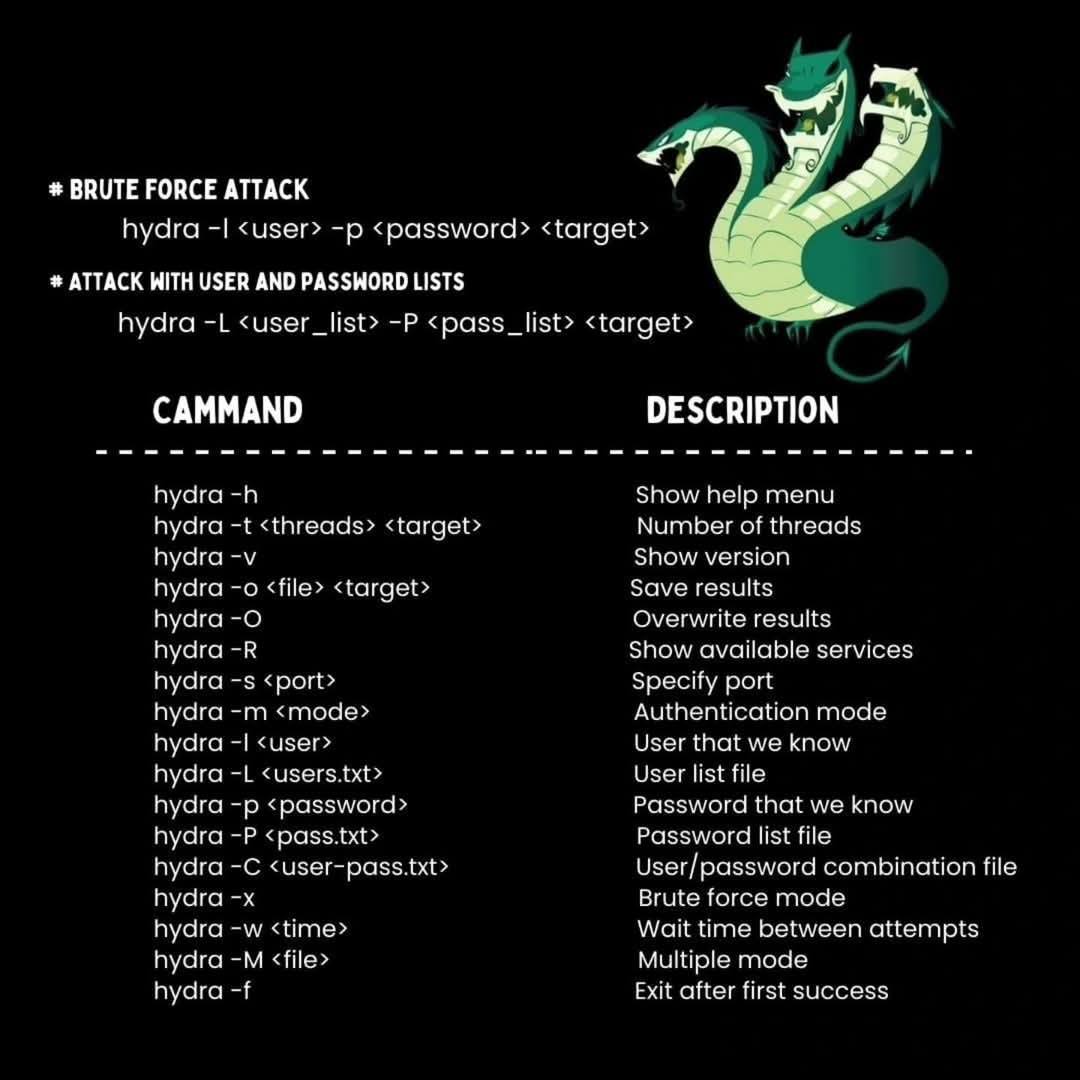 # BRUTE FORCE ATTACK
hydra -l <user> -p <password> <target>
# ATTACK WITH USER AND PASSWORD LISTS
hydra -L <user_list> -P <pass_list> <target>
CAMMAND DESCRIPTION
hydra -h Show help menu
hydra -t <threads> <target> Number of threads
hydra -v Show version
hydra -o <file> <target> Save results
hydra -O Overwrite results
hydra -R Show available services
hydra -s <port> Specify port
hydra -m <mode> Authentication mode
hydra -l <user> User that we know
hydra -L <users.txt> User list file
hydra -p <password> Password that we know
hydra -P <pass.txt> Password list file
hydra -C <user-pass.txt> User/password combination file
hydra -x Brute force mode
hydra -w <time> Wait time between attempts
hydra -M <file> Multiple mode
hydra -f Exit after first success